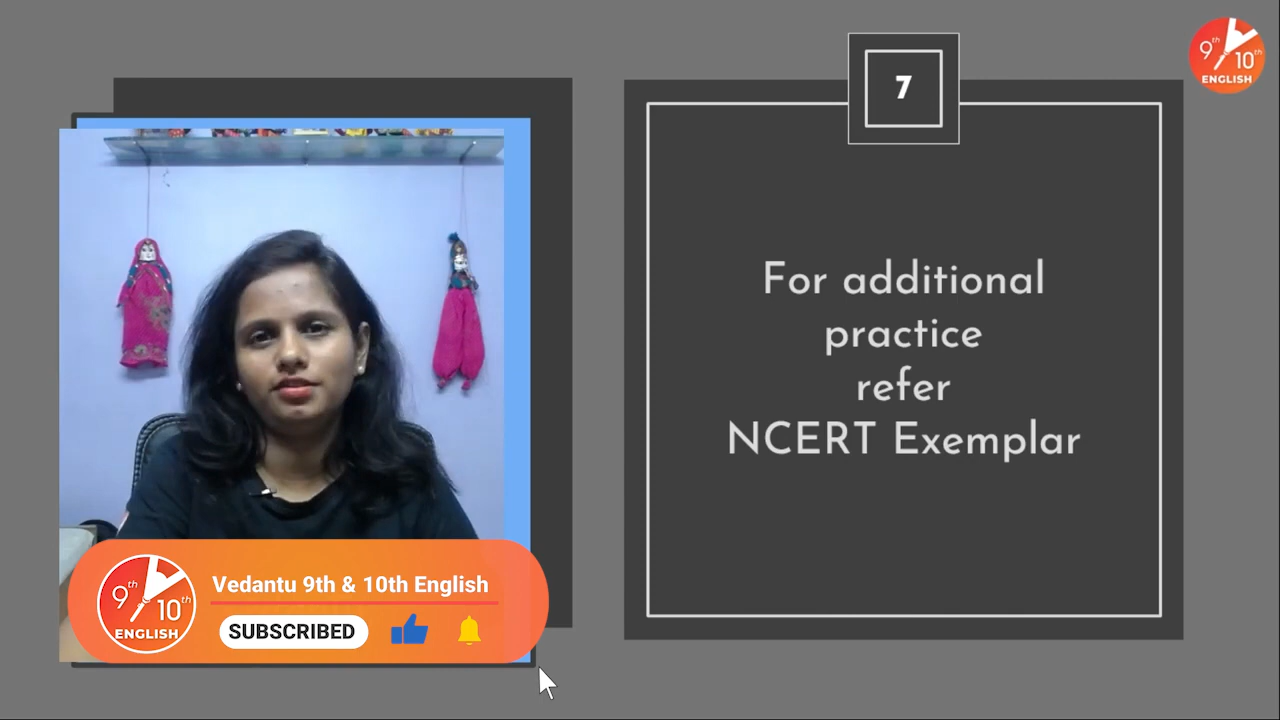 7
For additional
practice
refer
NCERT Exemplar
9th
10th
ENGLISH
Vedantu 9th & 10th English
SUBSCRIBED
9th
10th
ENGLISH